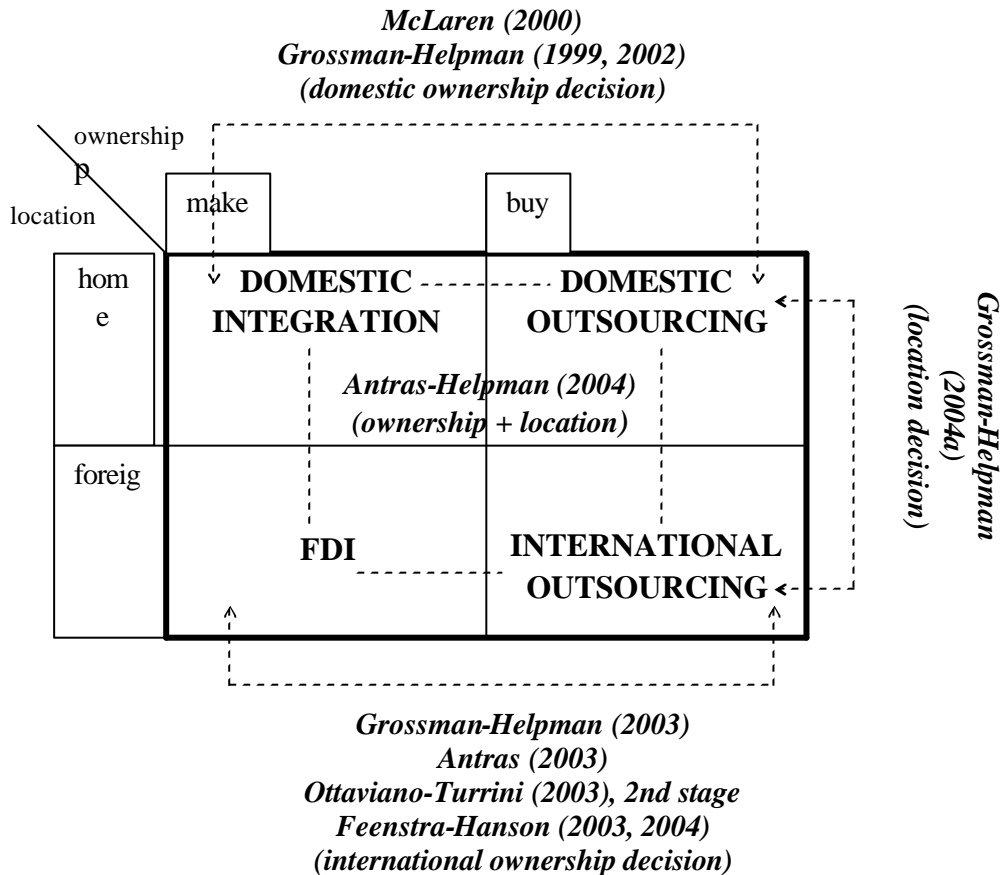 McLaren (2000)
Grossman-Helpman (1999, 2002)
(domestic ownership decision)
ownership
p
location
make
buy
hom
e
DOMESTIC
INTEGRATION
DOMESTIC
OUTSOURCING
Antras-Helpman (2004)
(ownership + location)
foreig
FDI
INTERNATIONAL
OUTSOURCING
Grossman-Helpman
(2004a)
(location decision)
Grossman-Helpman (2003)
Antras (2003)
Ottaviano-Turrini (2003), 2nd stage
Feenstra-Hanson (2003, 2004)
(international ownership decision)